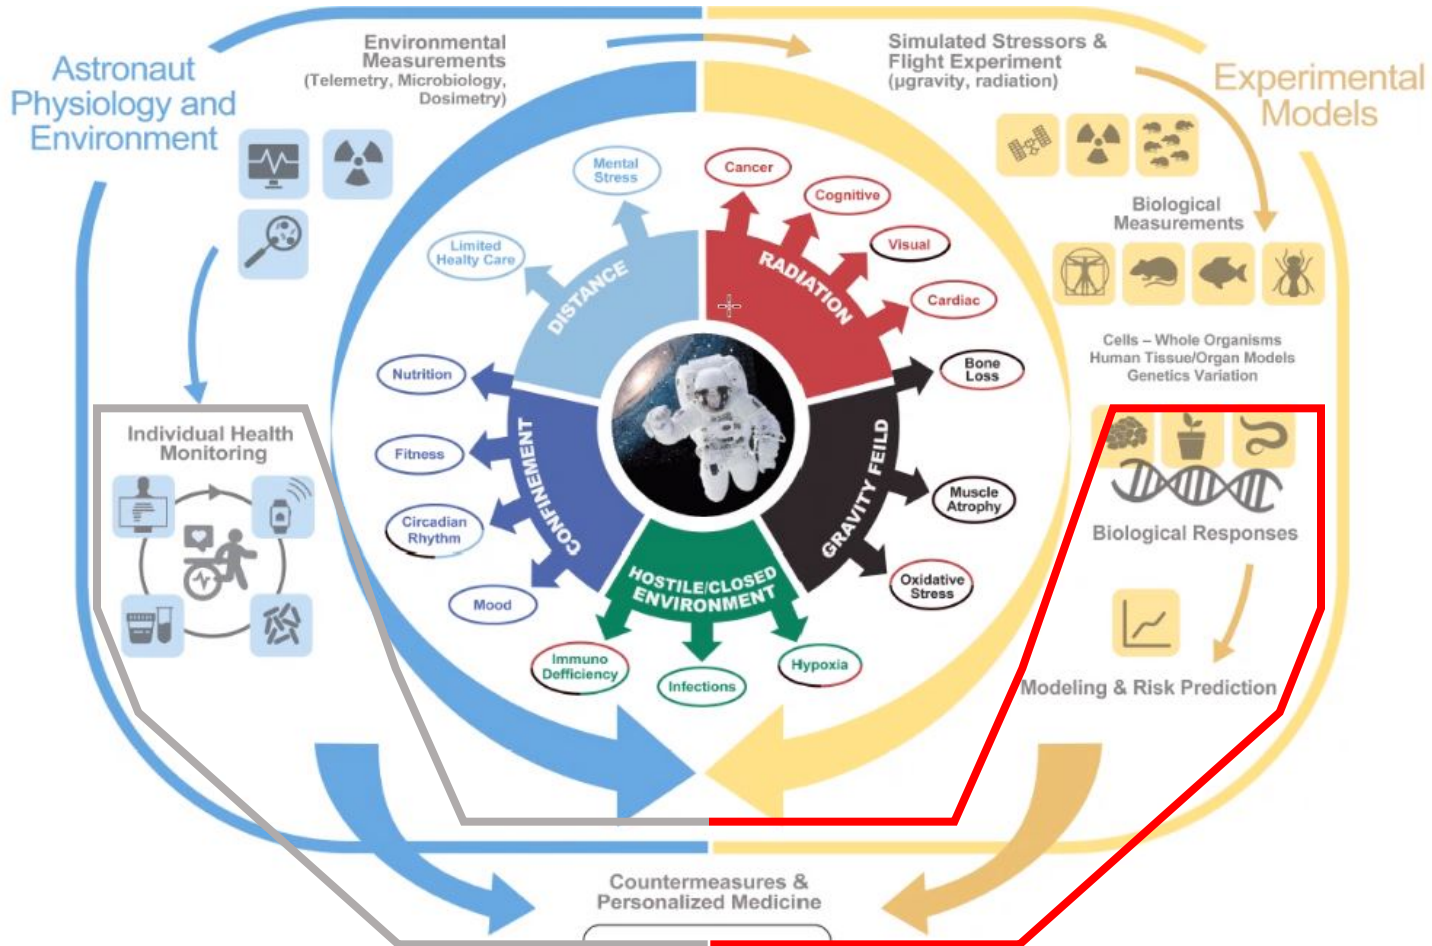 Astronaut
Physiology and
Environment
Environmental
Measurements
(Telemetry, Microbiology,
Dosimetry)
Simulated Stressors &
Flight Experiment
(µgravity, radiation)
Experimental
Models
Biological
Measurements
Cells – Whole Organisms
Human Tissue/Organ Models
Genetics Variation
Biological Responses
Modeling & Risk Prediction
Individual Health
Monitoring
DISTANCE
Mental
Stress
Limited
Healty Care
RADIATION
Cancer
Cognitive
Visual
Cardiac
GRAVITY FEILD
Bone
Loss
Muscle
Atrophy
Oxidative
Stress
HOSTILE/CLOSED
ENVIRONMENT
Hypoxia
Infections
Immuno
Defficiency
CONFINEMENT
Nutrition
Fitness
Circadian
Rhythm
Mood
Countermeasures &
Personalized Medicine